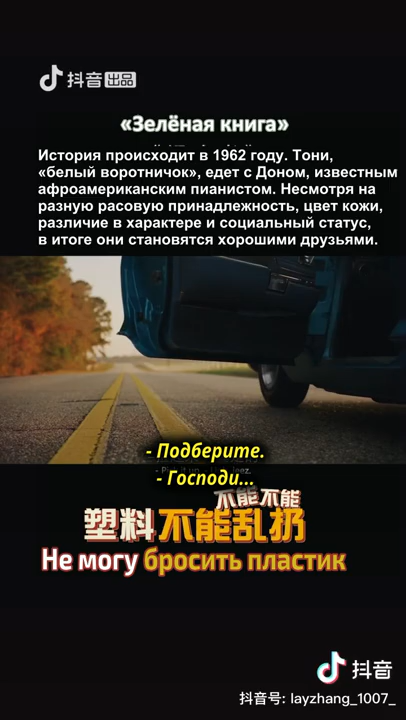 抖音 出品
«Зелёная книга»
История происходит в 1962 году. Тони,
«белый воротничок», едет с Доном, известным
афроамериканским пианистом. Несмотря на
разную расовую принадлежность, цвет кожи,
различие в характере и социальный статус,
в итоге они становятся хорошими друзьями.
- Подберите.
- Господи...
不能不能
塑料不能乱扔
Не могу бросить пластик
抖音
抖音号: layzhang_1007_